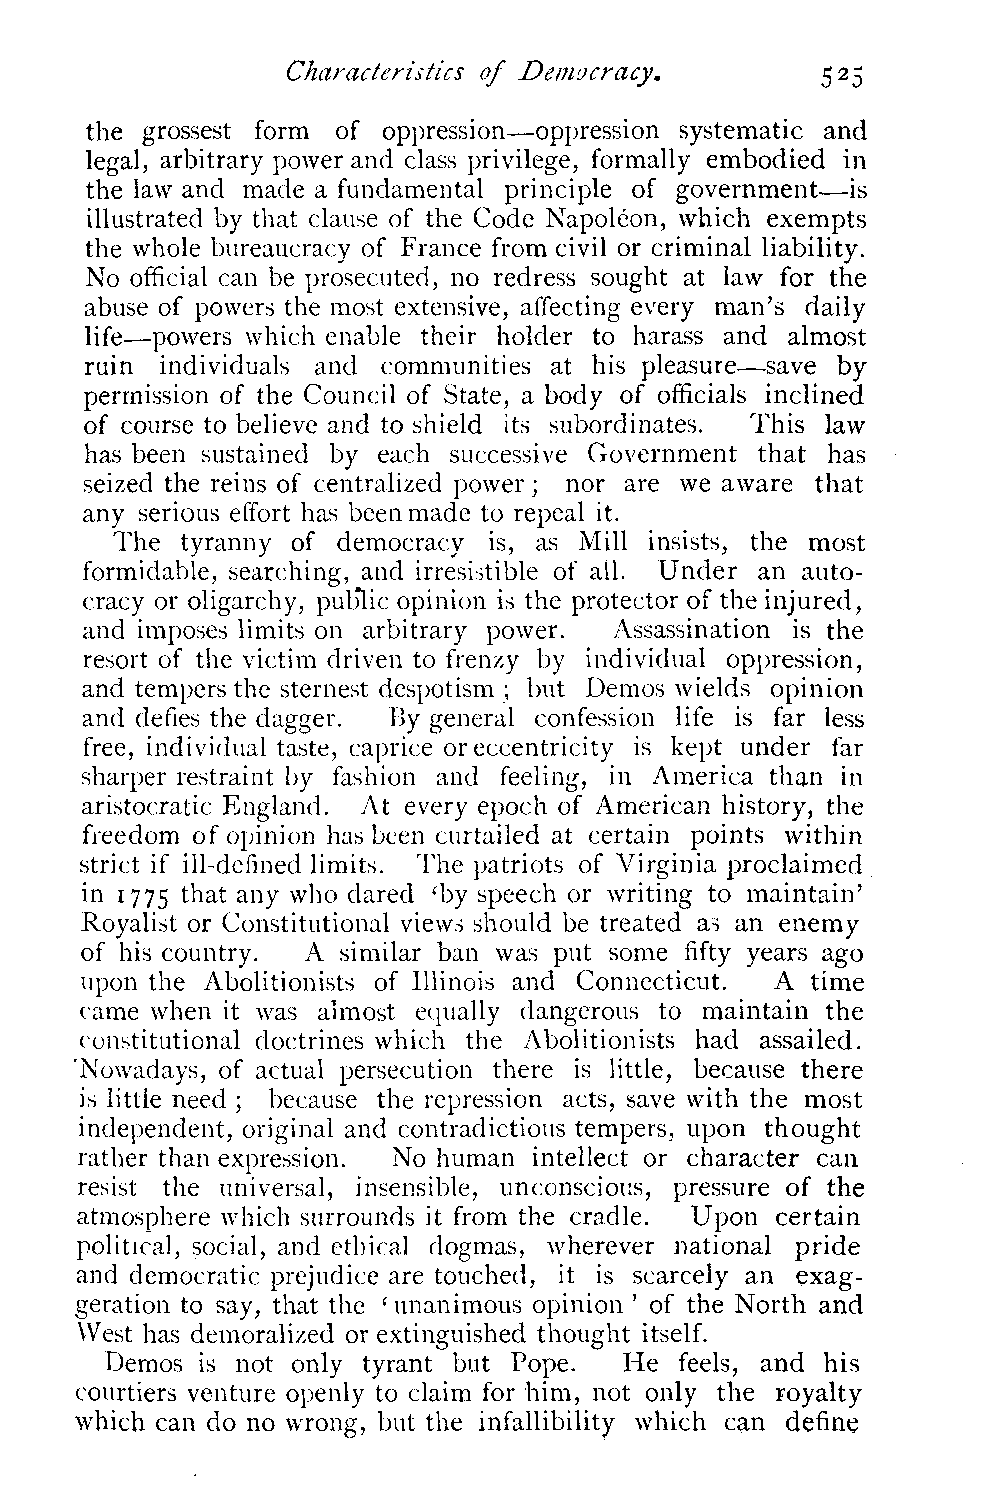 Characteristics of Democracy. 525
the grossest form of oppression—oppression systematic and
legal, arbitrary power and class privilege, formally embodied in
the law and made a fundamental principle of government—is
illustrated by that clause of the Code Napoléon, which exempts
the whole bureaucracy of France from civil or criminal liability.
No official can be prosecuted, no redress sought at law for the
abuse of powers the most extensive, affecting every man's daily
life—powers which enable their holder to harass and almost
ruin individuals and communities at his pleasure—save by
permission of the Council of State, a body of officials inclined
of course to believe and to shield its subordinates. This law
has been sustained by each successive Government that has
seized the reins of centralized power; nor are we aware that
any serious effort has been made to repeal it.
The tyranny of democracy is, as Mill insists, the most
formidable, searching, and irresistible of all. Under an auto-
cracy or oligarchy, public opinion is the protector of the injured,
and imposes limits on arbitrary power. Assassination is the
resort of the victim driven to frenzy by individual oppression,
and tempers the sternest despotism; but Demos wields opinion
and defies the dagger. By general confession life is far less
free, individual taste, caprice or eccentricity is kept under far
sharper restraint by fashion and feeling, in America than in
aristocratic England. At every epoch of American history, the
freedom of opinion has been curtailed at certain points within
strict if ill-defined limits. The patriots of Virginia proclaimed
in 1775 that any who dared 'by speech or writing to maintain'
Royalist or Constitutional views should be treated as an enemy
of his country. A similar ban was put some fifty years ago
upon the Abolitionists of Illinois and Connecticut. A time
came when it was almost equally dangerous to maintain the
constitutional doctrines which the Abolitionists had assailed.
Nowadays, of actual persecution there is little, because there
is little need; because the repression acts, save with the most
independent, original and contradictious tempers, upon thought
rather than expression. No human intellect or character can
resist the universal, insensible, unconscious, pressure of the
atmosphere which surrounds it from the cradle. Upon certain
political, social, and ethical dogmas, wherever national pride
and democratic prejudice are touched, it is scarcely an exag-
geration to say, that the 'unanimous opinion' of the North and
West has demoralized or extinguished thought itself.
Demos is not only tyrant but Pope. He feels, and his
courtiers venture openly to claim for him, not only the royalty
which can do no wrong, but the infallibility which can define